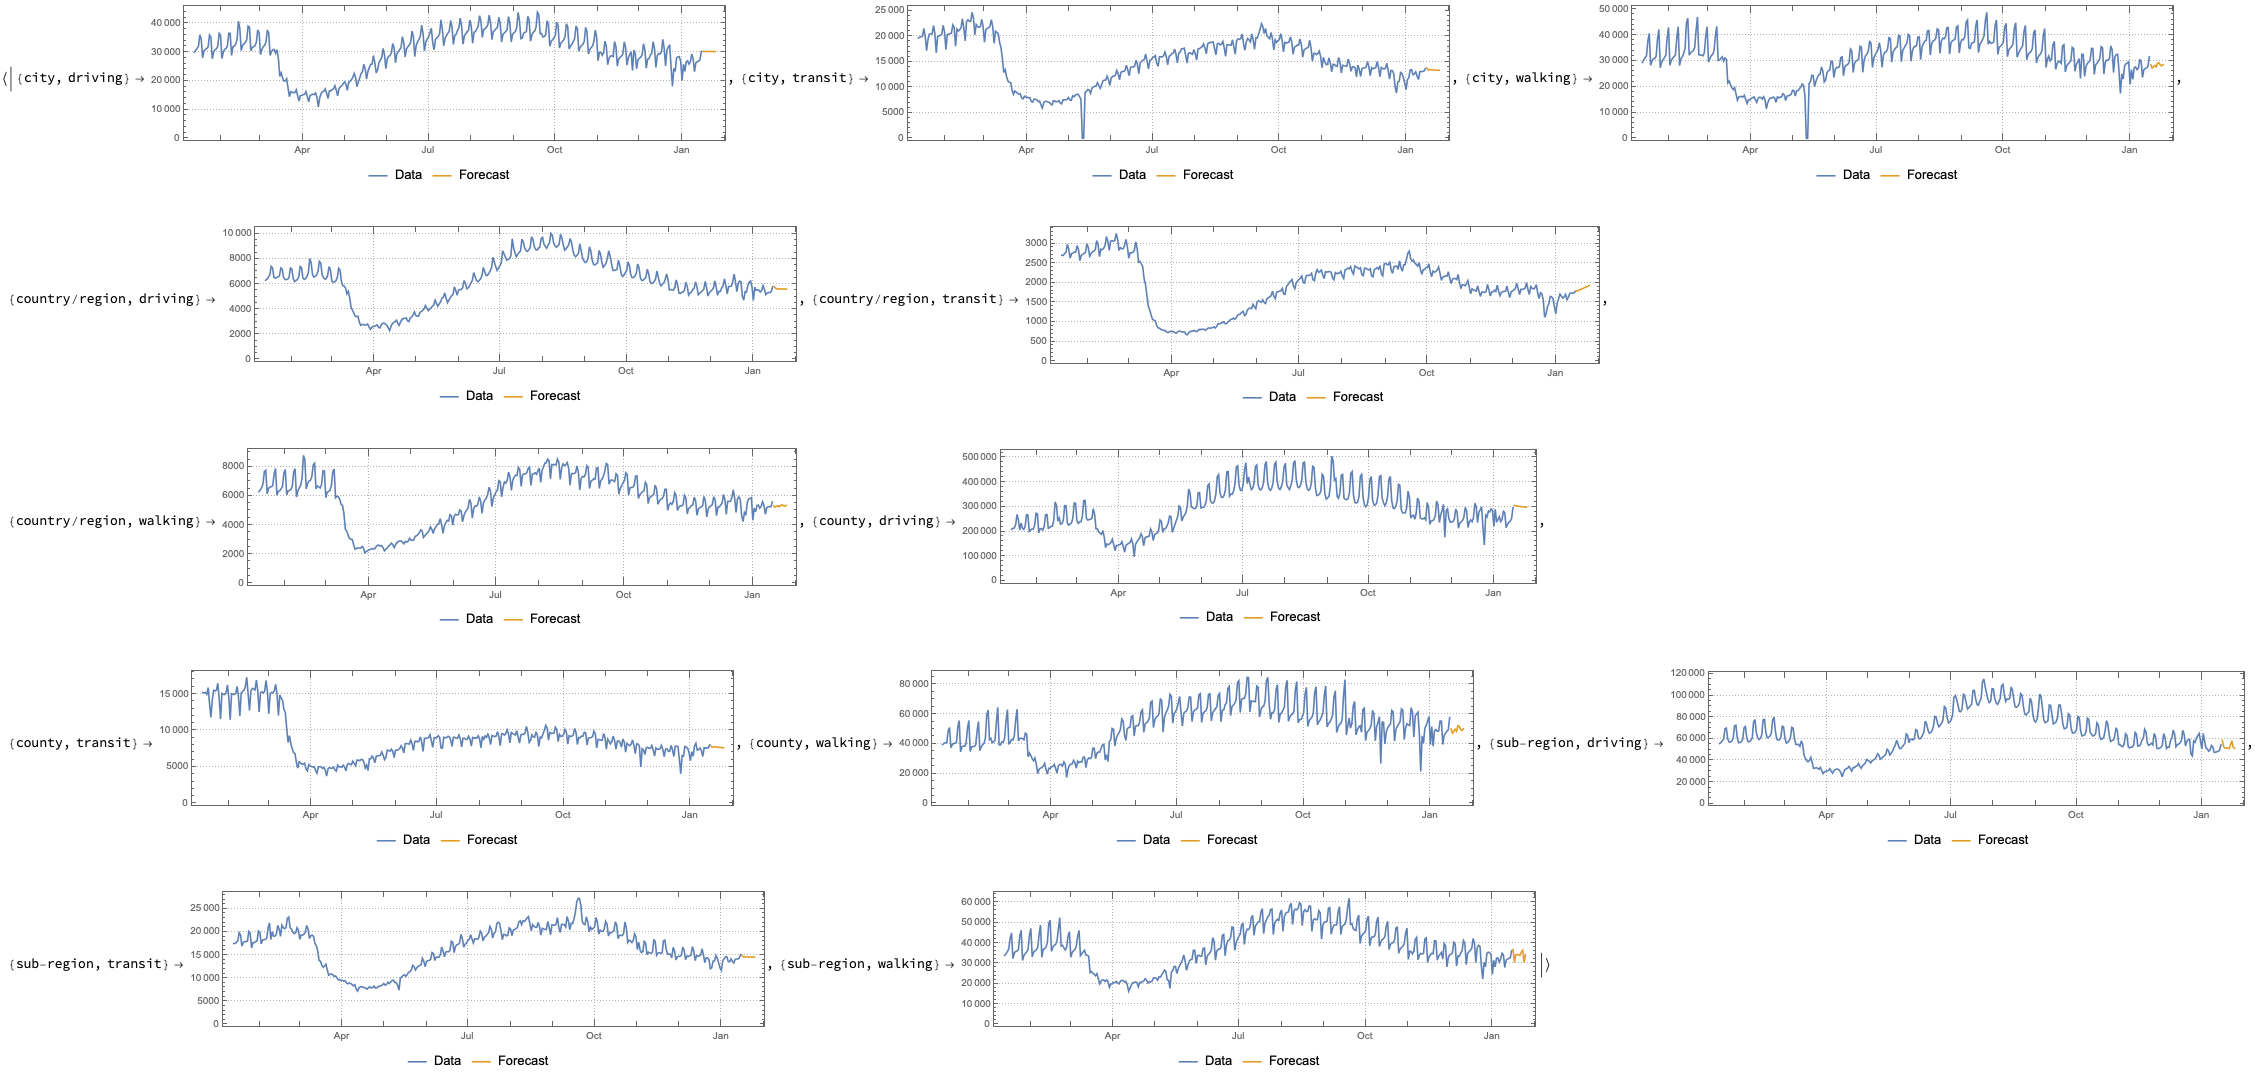 40 000
30 000
20 000
10 000
0
Apr Jul Oct Jan
Data Forecast
<| {city, driving} →
25 000
20 000
15 000
10 000
5000
0
Apr Jul Oct Jan
Data Forecast
, {city, transit} →
50 000
40 000
30 000
20 000
10 000
0
Apr Jul Oct Jan
Data Forecast
, {city, walking} →
,
10 000
8000
6000
4000
2000
0
Apr Jul Oct Jan
Data Forecast
{country/region, driving} →
3000
2500
2000
1500
1000
500
0
Apr Jul Oct Jan
Data Forecast
, {country/region, transit} →
,
8000
6000
4000
2000
0
Apr Jul Oct Jan
Data Forecast
{country/region, walking} →
500 000
400 000
300 000
200 000
100 000
0
Apr Jul Oct Jan
Data Forecast
, {county, driving} →
,
15 000
10 000
5000
0
Apr Jul Oct Jan
Data Forecast
{county, transit} →
80 000
60 000
40 000
20 000
0
Apr Jul Oct Jan
Data Forecast
, {county, walking} →
120 000
100 000
80 000
60 000
40 000
20 000
0
Apr Jul Oct Jan
Data Forecast
, {sub-region, driving} →
,
25 000
20 000
15 000
10 000
5000
0
Apr Jul Oct Jan
Data Forecast
{sub-region, transit} →
60 000
50 000
40 000
30 000
20 000
10 000
0
Apr Jul Oct Jan
Data Forecast
, {sub-region, walking} →
|>